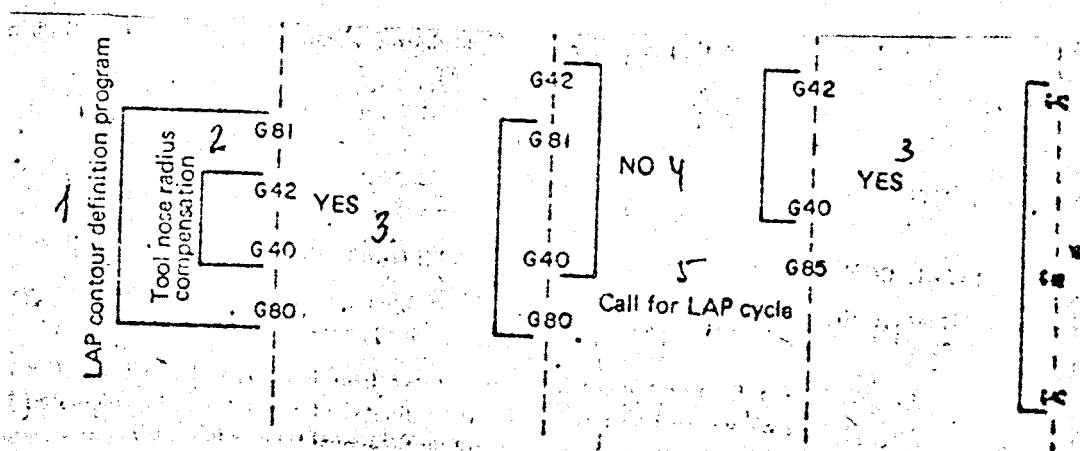 LAP contour definition program
1
Tool nose radius
compensation
2
G81
G42
G40
G80
YES
3.
G42
G81
G40
G80
NO 4
5
Call for LAP cycle
G42
G40
G85
YES
3